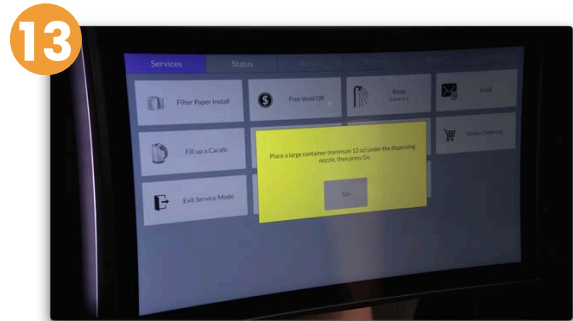 13
Services Status
Filter Paper Install
Free Vend Off
Rinse
Email
Fill up a Carafe
Online Ordering
Place a large container (minimum 12 oz) under the dispensing
nozzle, then press Go.
Go
Exit Service Mode